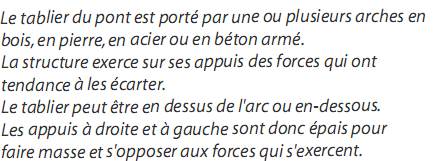 Le tablier du pont est porté par une ou plusieurs arches en
bois, en pierre, en acier ou en béton armé.
La structure exerce sur ses appuis des forces qui ont
tendance à les écarter.
Le tablier peut être en dessus de l'arc ou en-dessous.
Les appuis à droite et à gauche sont donc épais pour
faire masse et s'opposer aux forces qui s'exercent.